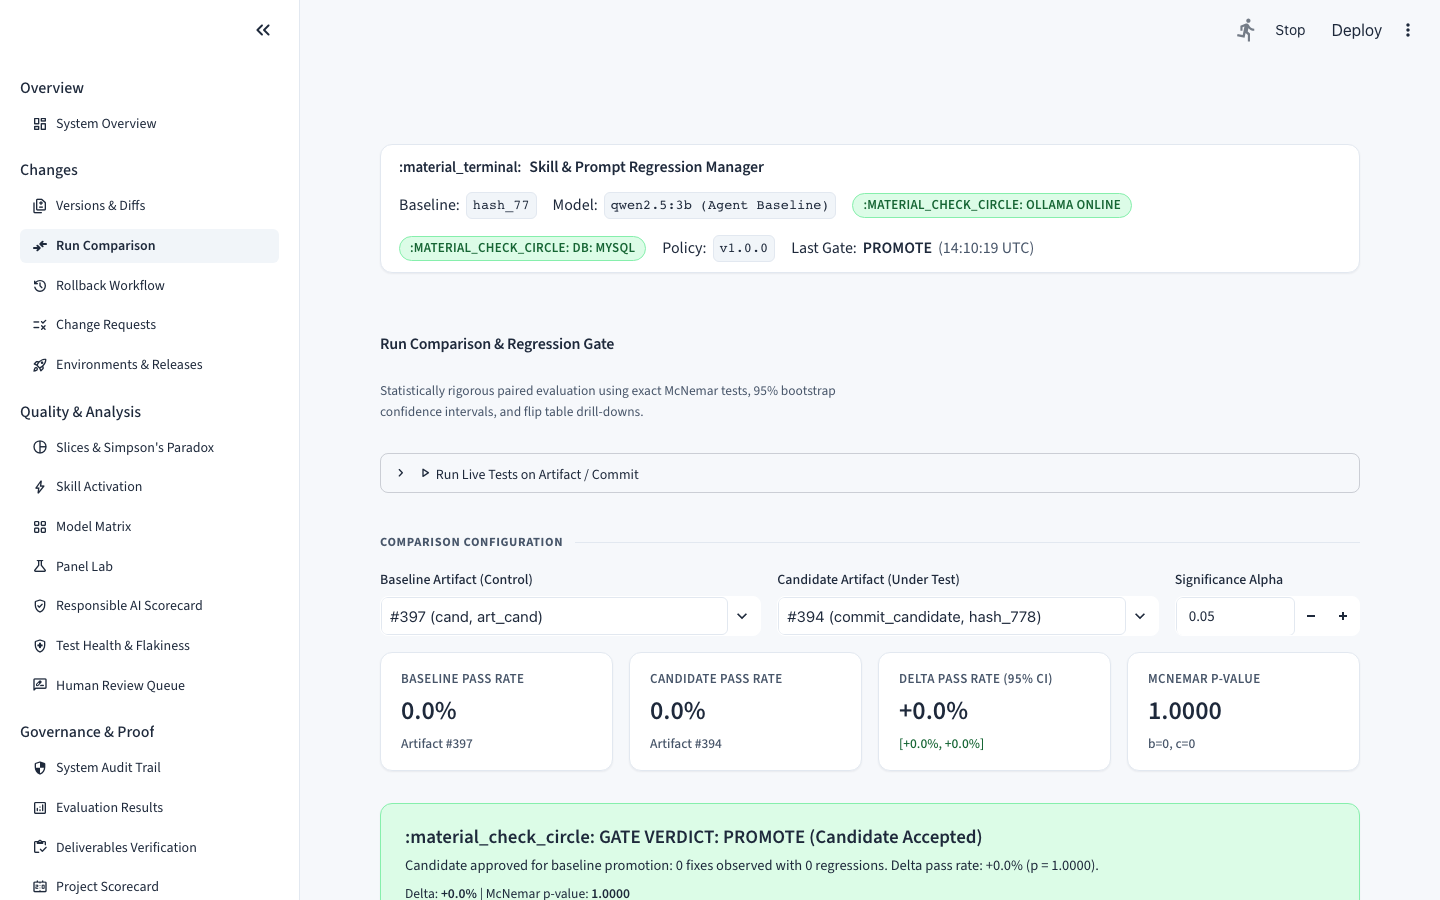 Stop
Deploy
Overview
System Overview
Changes
Versions & Diffs
Run Comparison
Rollback Workflow
Change Requests
Environments & Releases
Quality & Analysis
Slices & Simpson's Paradox
Skill Activation
Model Matrix
Panel Lab
Responsible AI Scorecard
Test Health & Flakiness
Human Review Queue
Governance & Proof
System Audit Trail
Evaluation Results
Deliverables Verification
Project Scorecard
:material_terminal: Skill & Prompt Regression Manager
Baseline: hash_77 Model: qwen2.5:3b (Agent Baseline) :MATERIAL_CHECK_CIRCLE: OLLAMA ONLINE
:MATERIAL_CHECK_CIRCLE: DB: MYSQL Policy: v1.0.0 Last Gate: PROMOTE (14:10:19 UTC)
Run Comparison & Regression Gate
Statistically rigorous paired evaluation using exact McNemar tests, 95% bootstrap
confidence intervals, and flip table drill-downs.
Run Live Tests on Artifact / Commit
COMPARISON CONFIGURATION
Baseline Artifact (Control)
#397 (cand, art_cand)
Candidate Artifact (Under Test)
#394 (commit_candidate, hash_778)
Significance Alpha
0.05
BASELINE PASS RATE
0.0%
Artifact #397
CANDIDATE PASS RATE
0.0%
Artifact #394
DELTA PASS RATE (95% CI)
+0.0%
[+0.0%, +0.0%]
MCNEMAR P-VALUE
1.0000
b=0, c=0
:material_check_circle: GATE VERDICT: PROMOTE (Candidate Accepted)
Candidate approved for baseline promotion: 0 fixes observed with 0 regressions. Delta pass rate: +0.0% (p = 1.0000).
Delta: +0.0% | McNemar p-value: 1.0000